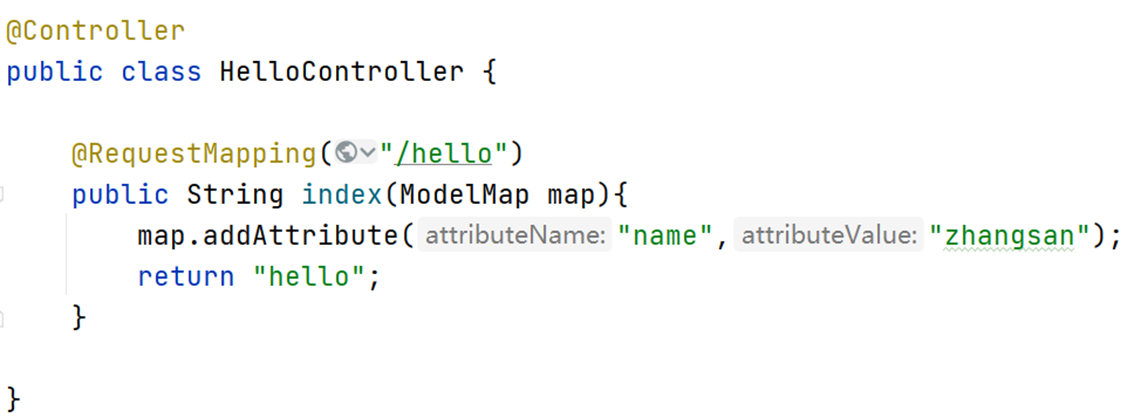 @Controller
public class HelloController {
@RequestMapping("/hello")
public String index(ModelMap map){
map.addAttribute( attributeName: "name", attributeValue: "zhangsan");
return "hello";
}
}